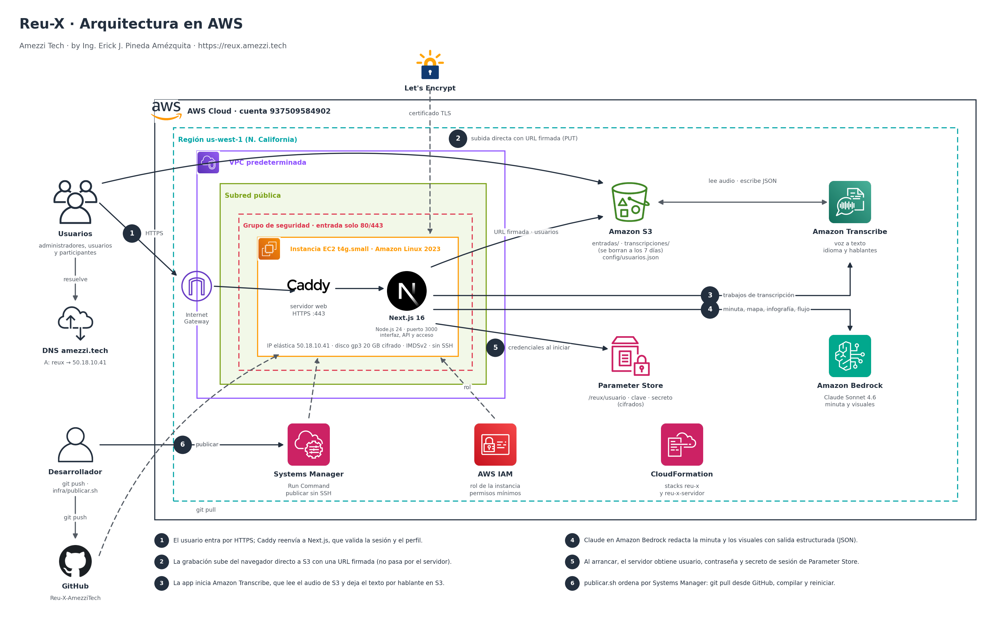 Reu-X · Arquitectura en AWS
Amezzi Tech · by Ing. Erick J. Pineda Amézquita · https://reux.amezzi.tech
Let's Encrypt
aws
AWS Cloud · cuenta 937509584902
certificado TLS
Región us-west-1 (N. California)
2
subida directa con URL firmada (PUT)
VPC predeterminada
Subred pública
lee audio · escribe JSON
Grupo de seguridad · entrada solo 80/443
1
HTTPS
URL firmada · usuarios
Usuarios
administradores, usuarios
y participantes
Amazon S3
entradas/ · transcripciones/
(se borran a los 7 días)
config/usuarios.json
Amazon Transcribe
voz a texto
idioma y hablantes
Instancia EC2 t4g.small · Amazon Linux 2023
resuelve
Caddy
servidor web
HTTPS :443
N
Next.js 16
Node.js 24 · puerto 3000
interfaz, API y acceso
3
trabajos de transcripción
4
minuta, mapa, infografía, flujo
Internet
Gateway
IP elástica 50.18.10.41 · disco gp3 20 GB cifrado · IMDSv2 · sin SSH
5
credenciales al iniciar
DNS amezzi.tech
A: reux → 50.18.10.41
rol
Parameter Store
/reux/usuario · clave · secreto
(cifrados)
Amazon Bedrock
Claude Sonnet 4.6
minuta y visuales
6
publicar
Desarrollador
git push ·
infra/publicar.sh
Systems Manager
Run Command
publicar sin SSH
AWS IAM
rol de la instancia
permisos mínimos
CloudFormation
stacks reu-x
y reu-x-servidor
git pull
git push
GitHub
Reu-X-AmezziTech
1 El usuario entra por HTTPS; Caddy reenvía a Next.js, que valida la sesión y el perfil.
2 La grabación sube del navegador directo a S3 con una URL firmada (no pasa por el servidor).
3 La app inicia Amazon Transcribe, que lee el audio de S3 y deja el texto por hablante en S3.
4 Claude en Amazon Bedrock redacta la minuta y los visuales con salida estructurada (JSON).
5 Al arrancar, el servidor obtiene usuario, contraseña y secreto de sesión de Parameter Store.
6 publicar.sh ordena por Systems Manager: git pull desde GitHub, compilar y reiniciar.